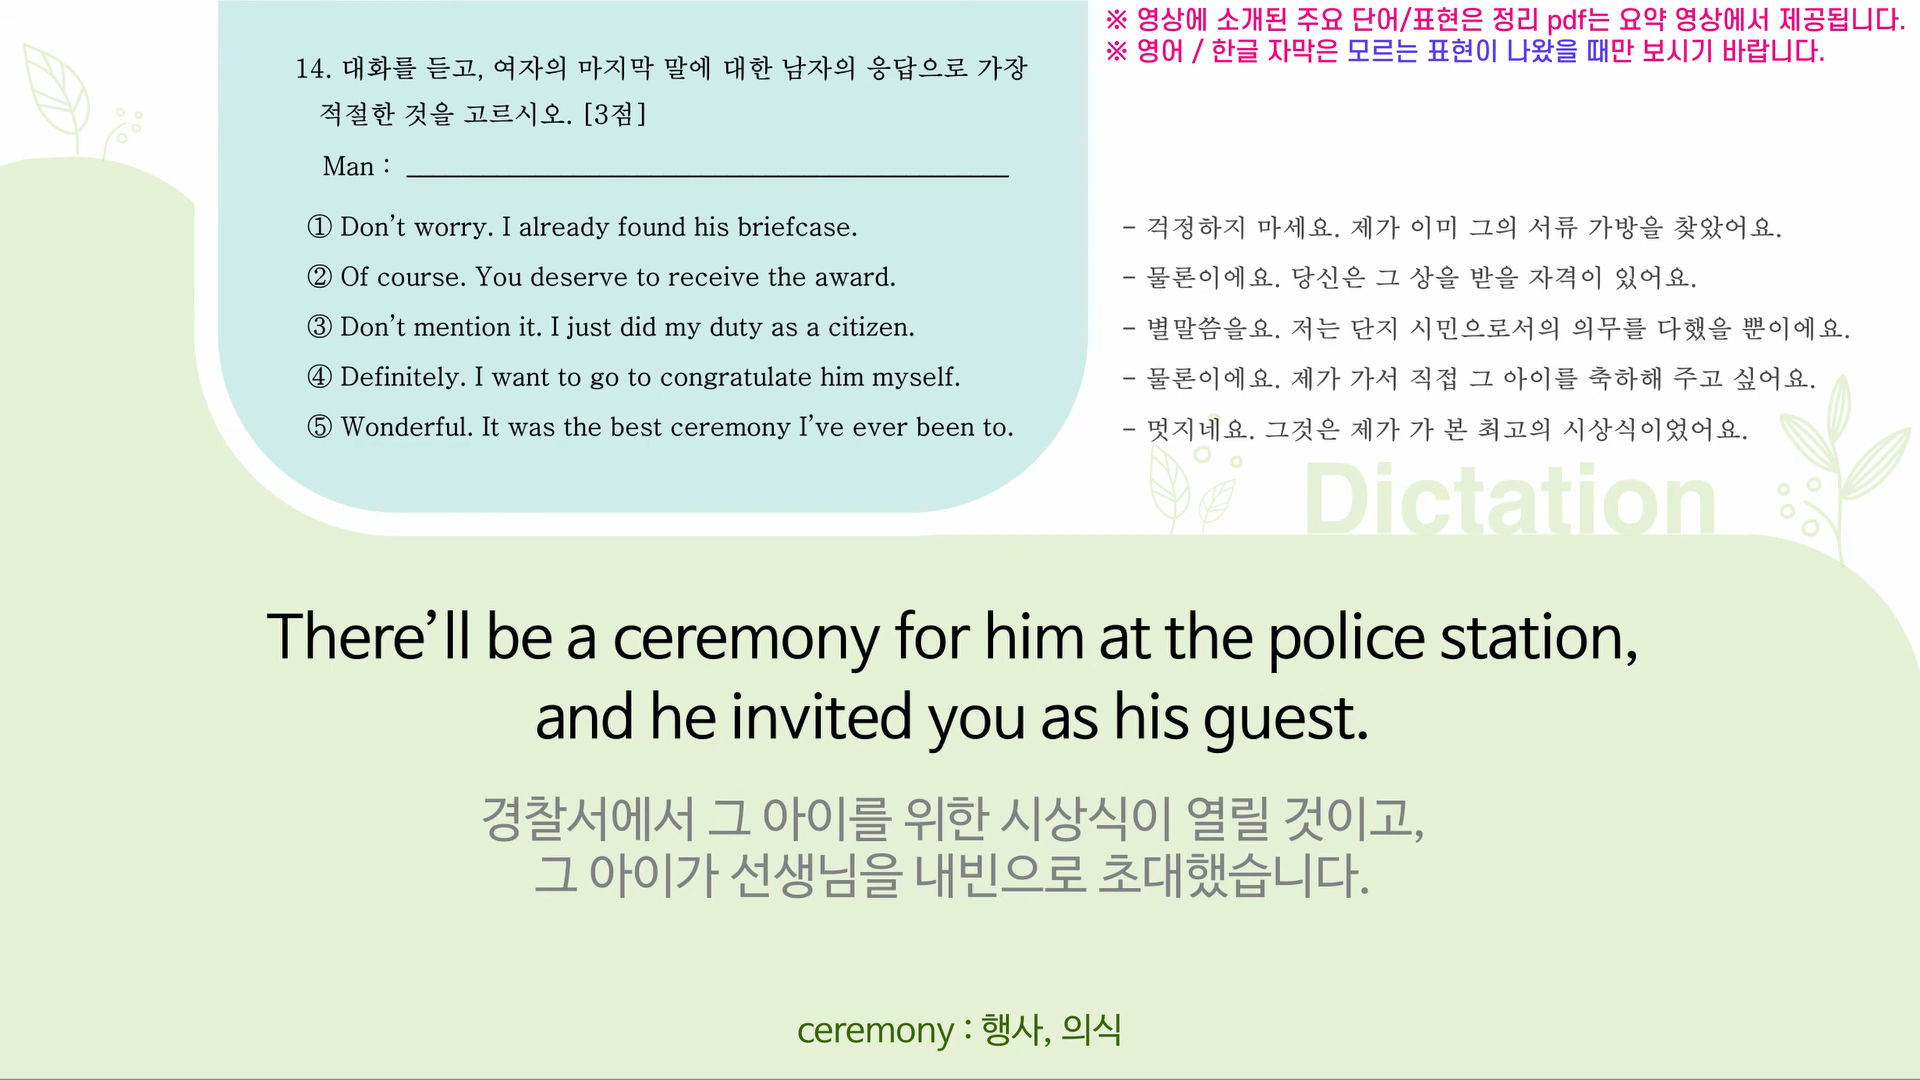 ※ 영상에 소개된 주요 단어/표현은 정리 pdf는 요약 영상에서 제공됩니다.
※ 영어 / 한글 자막은 모르는 표현이 나왔을 때만 보시기 바랍니다.
14. 대화를 듣고, 여자의 마지막 말에 대한 남자의 응답으로 가장
적절한 것을 고르시오. [3점]
Man : ____________________
① Don't worry. I already found his briefcase.
- 걱정하지 마세요. 제가 이미 그의 서류 가방을 찾았어요.
② Of course. You deserve to receive the award.
- 물론이에요. 당신은 그 상을 받을 자격이 있어요.
③ Don't mention it. I just did my duty as a citizen.
- 별말씀을요. 저는 단지 시민으로서의 의무를 다했을 뿐이에요.
④ Definitely. I want to go to congratulate him myself.
- 물론이에요. 제가 가서 직접 그 아이를 축하해 주고 싶어요.
⑤ Wonderful. It was the best ceremony I've ever been to.
- 멋지네요. 그것은 제가 가 본 최고의 시상식이었어요.
Dictation
There'll be a ceremony for him at the police station,
and he invited you as his guest.
경찰서에서 그 아이를 위한 시상식이 열릴 것이고,
그 아이가 선생님을 내빈으로 초대했습니다.
ceremony : 행사, 의식